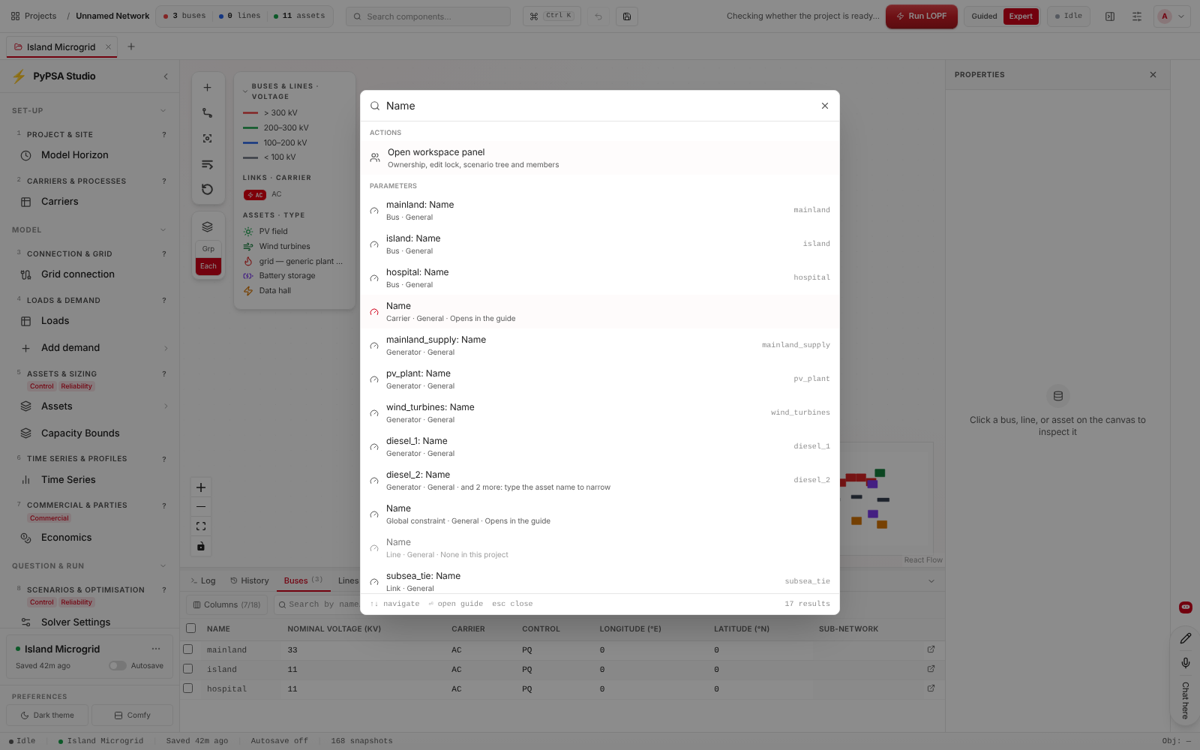 Projects / Unnamed Network
3 buses 0 lines 11 assets
Search components...
⌘ Ctrl K
Checking whether the project is ready...
Run LOPF
Guided Expert
Idle
A
Island Microgrid × +
PyPSA Studio
SET-UP
1 PROJECT & SITE ?
Model Horizon
2 CARRIERS & PROCESSES ?
Carriers
MODEL
3 CONNECTION & GRID ?
Grid connection
4 LOADS & DEMAND ?
Loads
Add demand
5 ASSETS & SIZING ?
Control Reliability
Assets
Capacity Bounds
6 TIME SERIES & PROFILES ?
Time Series
7 COMMERCIAL & PARTIES ?
Commercial
Economics
QUESTION & RUN
8 SCENARIOS & OPTIMISATION ?
Control Reliability
Solver Settings
Island Microgrid ...
Saved 42m ago Autosave
PREFERENCES
Dark theme Comfy
Grp
Each
BUSES & LINES ·
VOLTAGE
> 300 kV
200–300 kV
100–200 kV
< 100 kV
LINKS · CARRIER
AC AC
ASSETS · TYPE
PV field
Wind turbines
grid — generic plant ...
Battery storage
Data hall
Name
ACTIONS
Open workspace panel
Ownership, edit lock, scenario tree and members
PARAMETERS
mainland: Name mainland
Bus · General
island: Name island
Bus · General
hospital: Name hospital
Bus · General
Name
Carrier · General · Opens in the guide
mainland_supply: Name mainland_supply
Generator · General
pv_plant: Name pv_plant
Generator · General
wind_turbines: Name wind_turbines
Generator · General
diesel_1: Name diesel_1
Generator · General
diesel_2: Name diesel_2
Generator · General · and 2 more: type the asset name to narrow
Name
Global constraint · General · Opens in the guide
Name
Line · General · None in this project
subsea_tie: Name subsea_tie
Link · General
↑↓ navigate ↵ open guide esc close 17 results
PROPERTIES
Click a bus, line, or asset on the canvas to
inspect it
React Flow
Log History Buses (3) Lines
Columns (7/18) Search by name
NAME NOMINAL VOLTAGE (KV) CARRIER CONTROL LONGITUDE (°E) LATITUDE (°N) SUB-NETWORK
mainland 33 AC PQ 0 0
island 11 AC PQ 0 0
hospital 11 AC PQ 0 0
Chat here
Idle Island Microgrid Saved 42m ago Autosave off 168 snapshots Obj: —